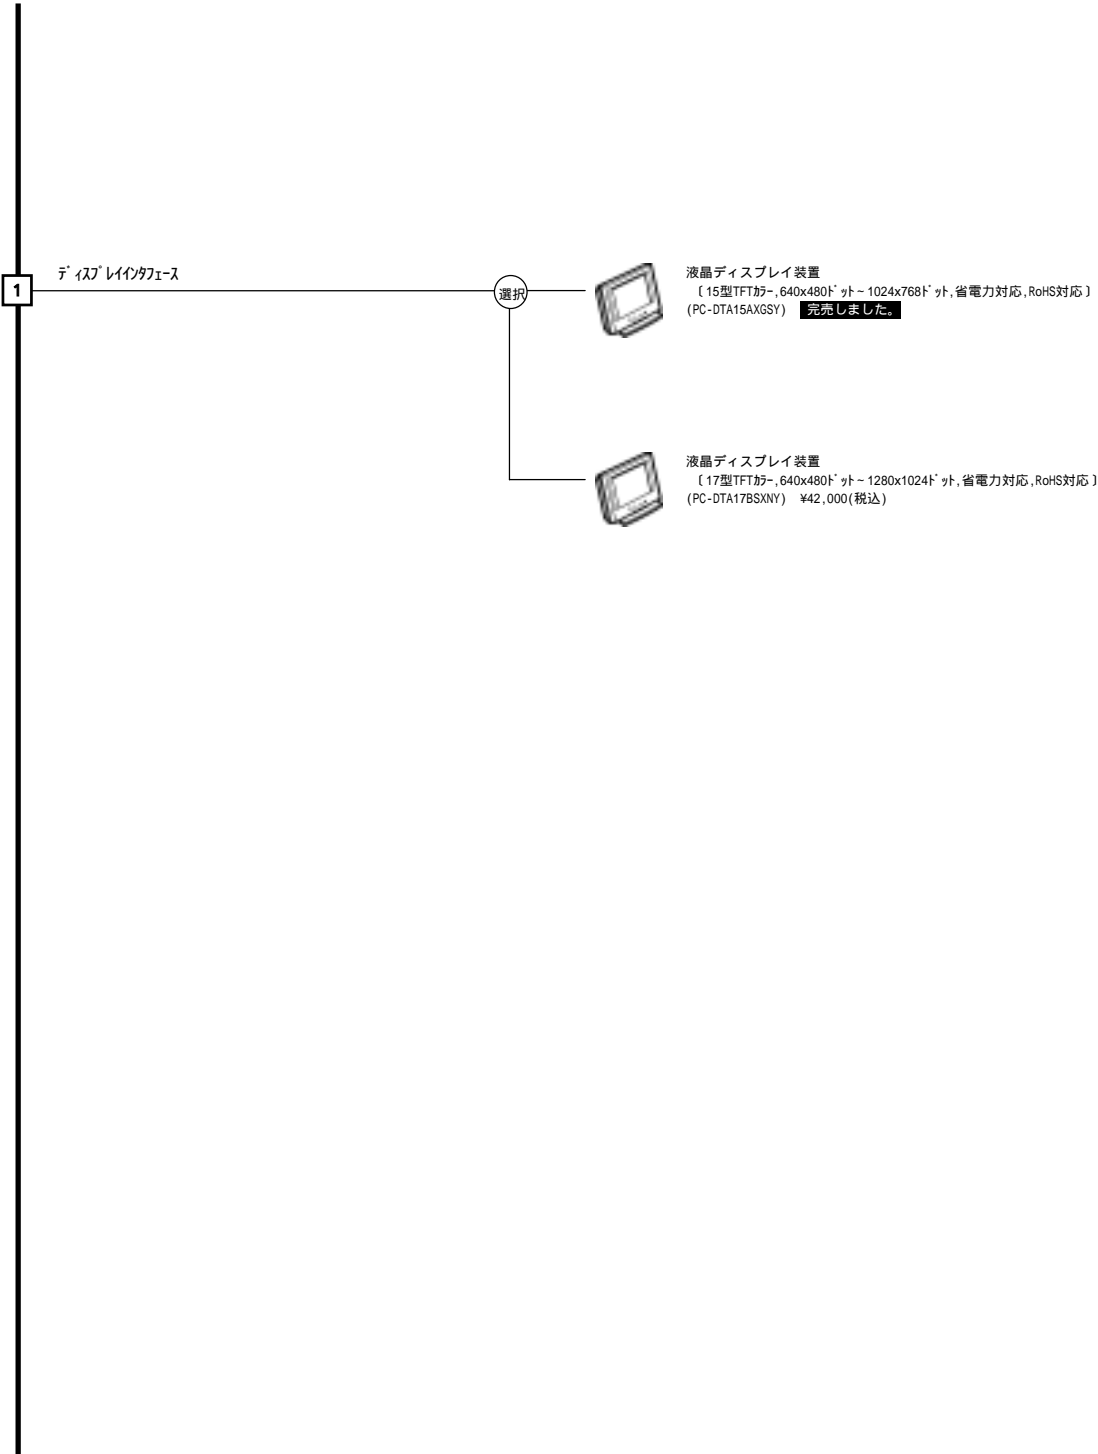 ﾃﾞｨｽﾌﾟﾚｲｲﾝﾀﾌｪｰｽ
1
選択
液晶ディスプレイ装置
〔15型TFTｶﾗｰ,640x480ﾄﾞｯﾄ~1024x768ﾄﾞｯﾄ,省電力対応,RoHS対応〕
(PC-DTA15AXGSY) 完売しました。
液晶ディスプレイ装置
〔17型TFTｶﾗｰ,640x480ﾄﾞｯﾄ~1280x1024ﾄﾞｯﾄ,省電力対応,RoHS対応〕
(PC-DTA17BSXNY) ¥42,000(税込)